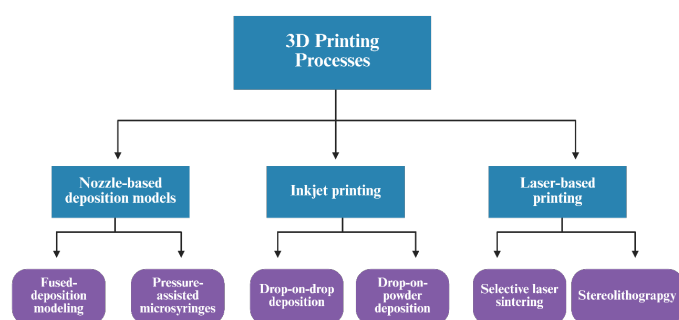 3D Printing
Processes
Nozzle-based
deposition models
Inkjet printing
Laser-based
printing
Fused-
deposition
modeling
Pressure-
assisted
microsyringes
Drop-on-drop
deposition
Drop-on-
powder
deposition
Selective laser
sintering
Stereolithograpgy